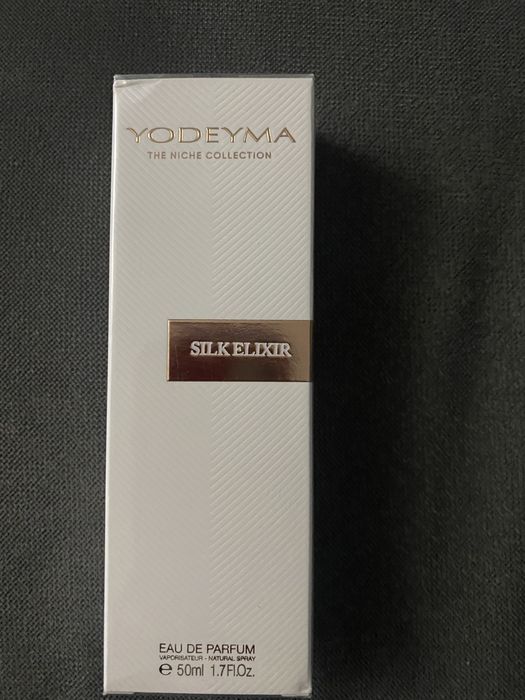 YODEYMA
THE NICHE COLLECTION
SILK ELIXIR
EAU DE PARFUM
VAPORISATEUR - NATURAL SPRAY
℮ 50ml 1.7Fl.Oz.